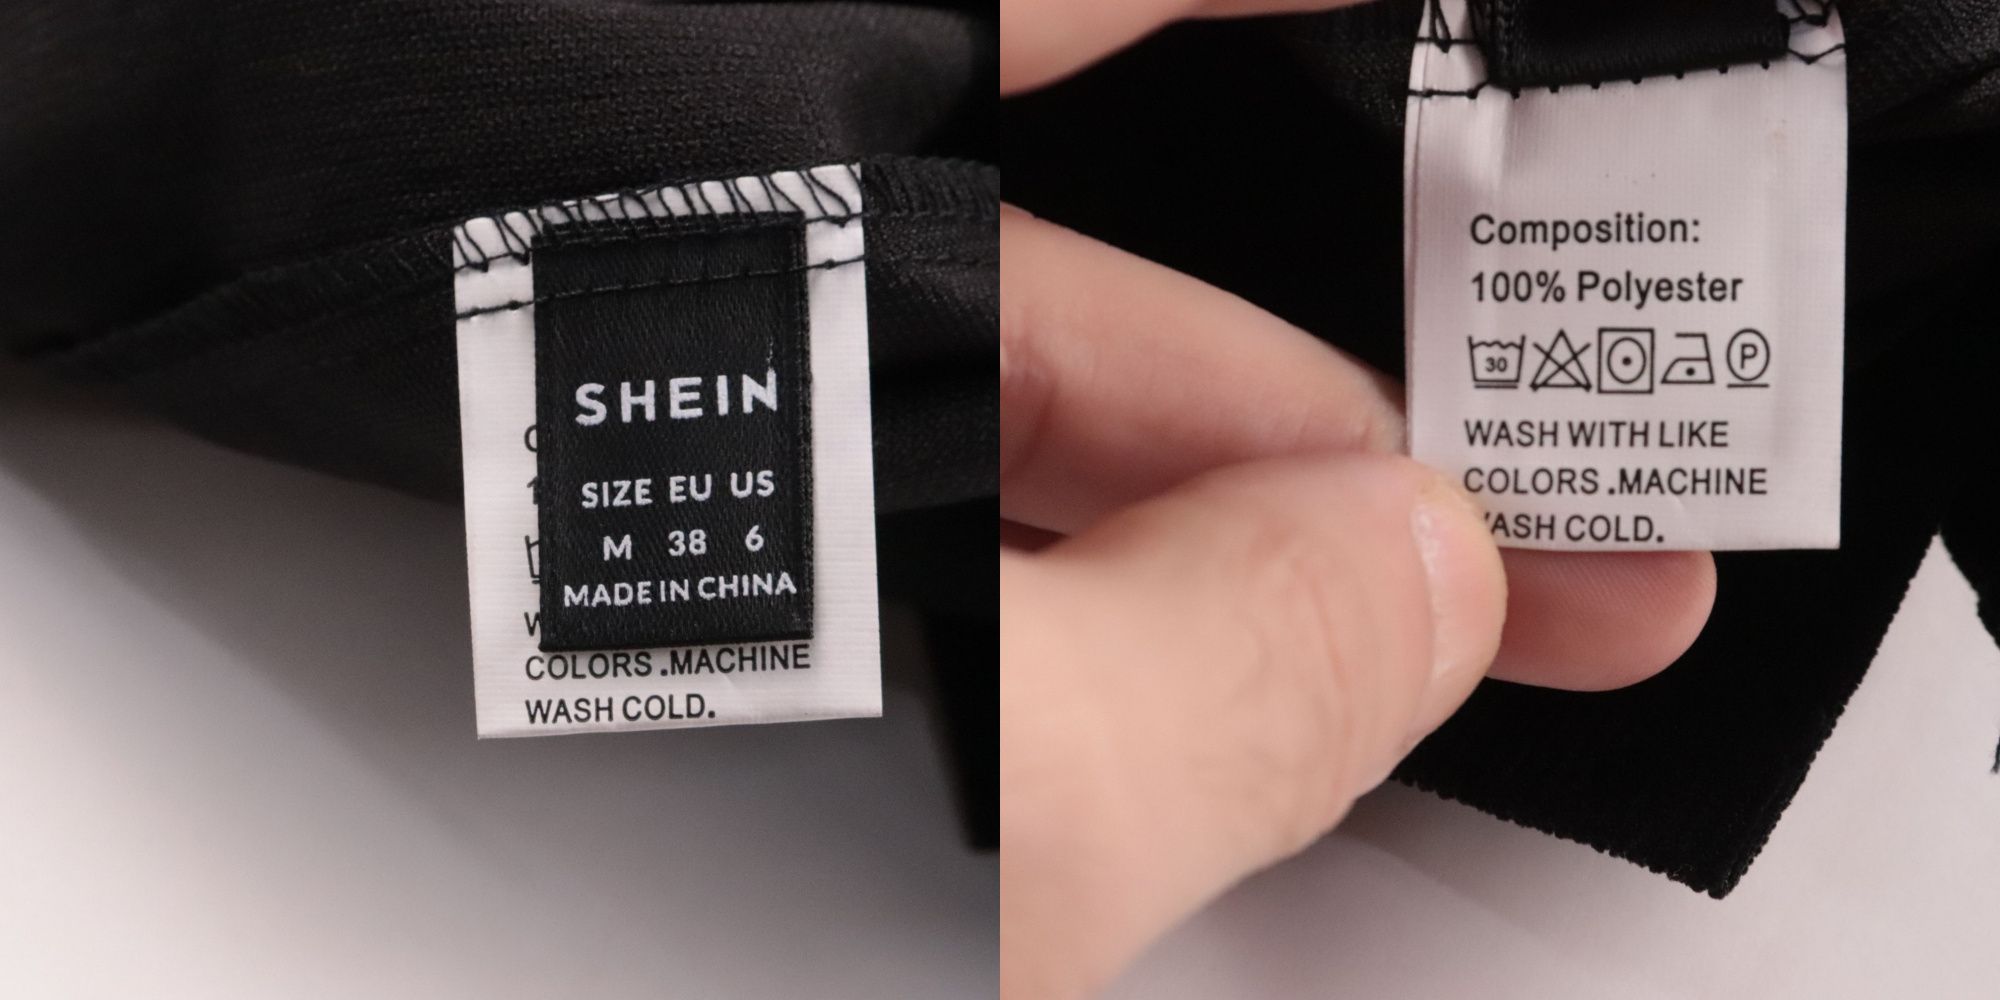 SHEIN
SIZE EU US
M 38 6
MADE IN CHINA
COLORS .MACHINE
WASH COLD.
Composition:
100% Polyester
30
P
WASH WITH LIKE
COLORS .MACHINE
WASH COLD.